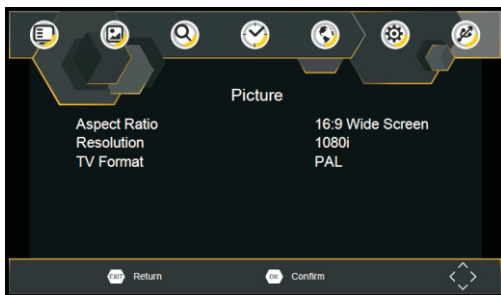 Picture
Aspect Ratio 16:9 Wide Screen
Resolution 1080i
TV Format PAL
EXIT Return OK Confirm